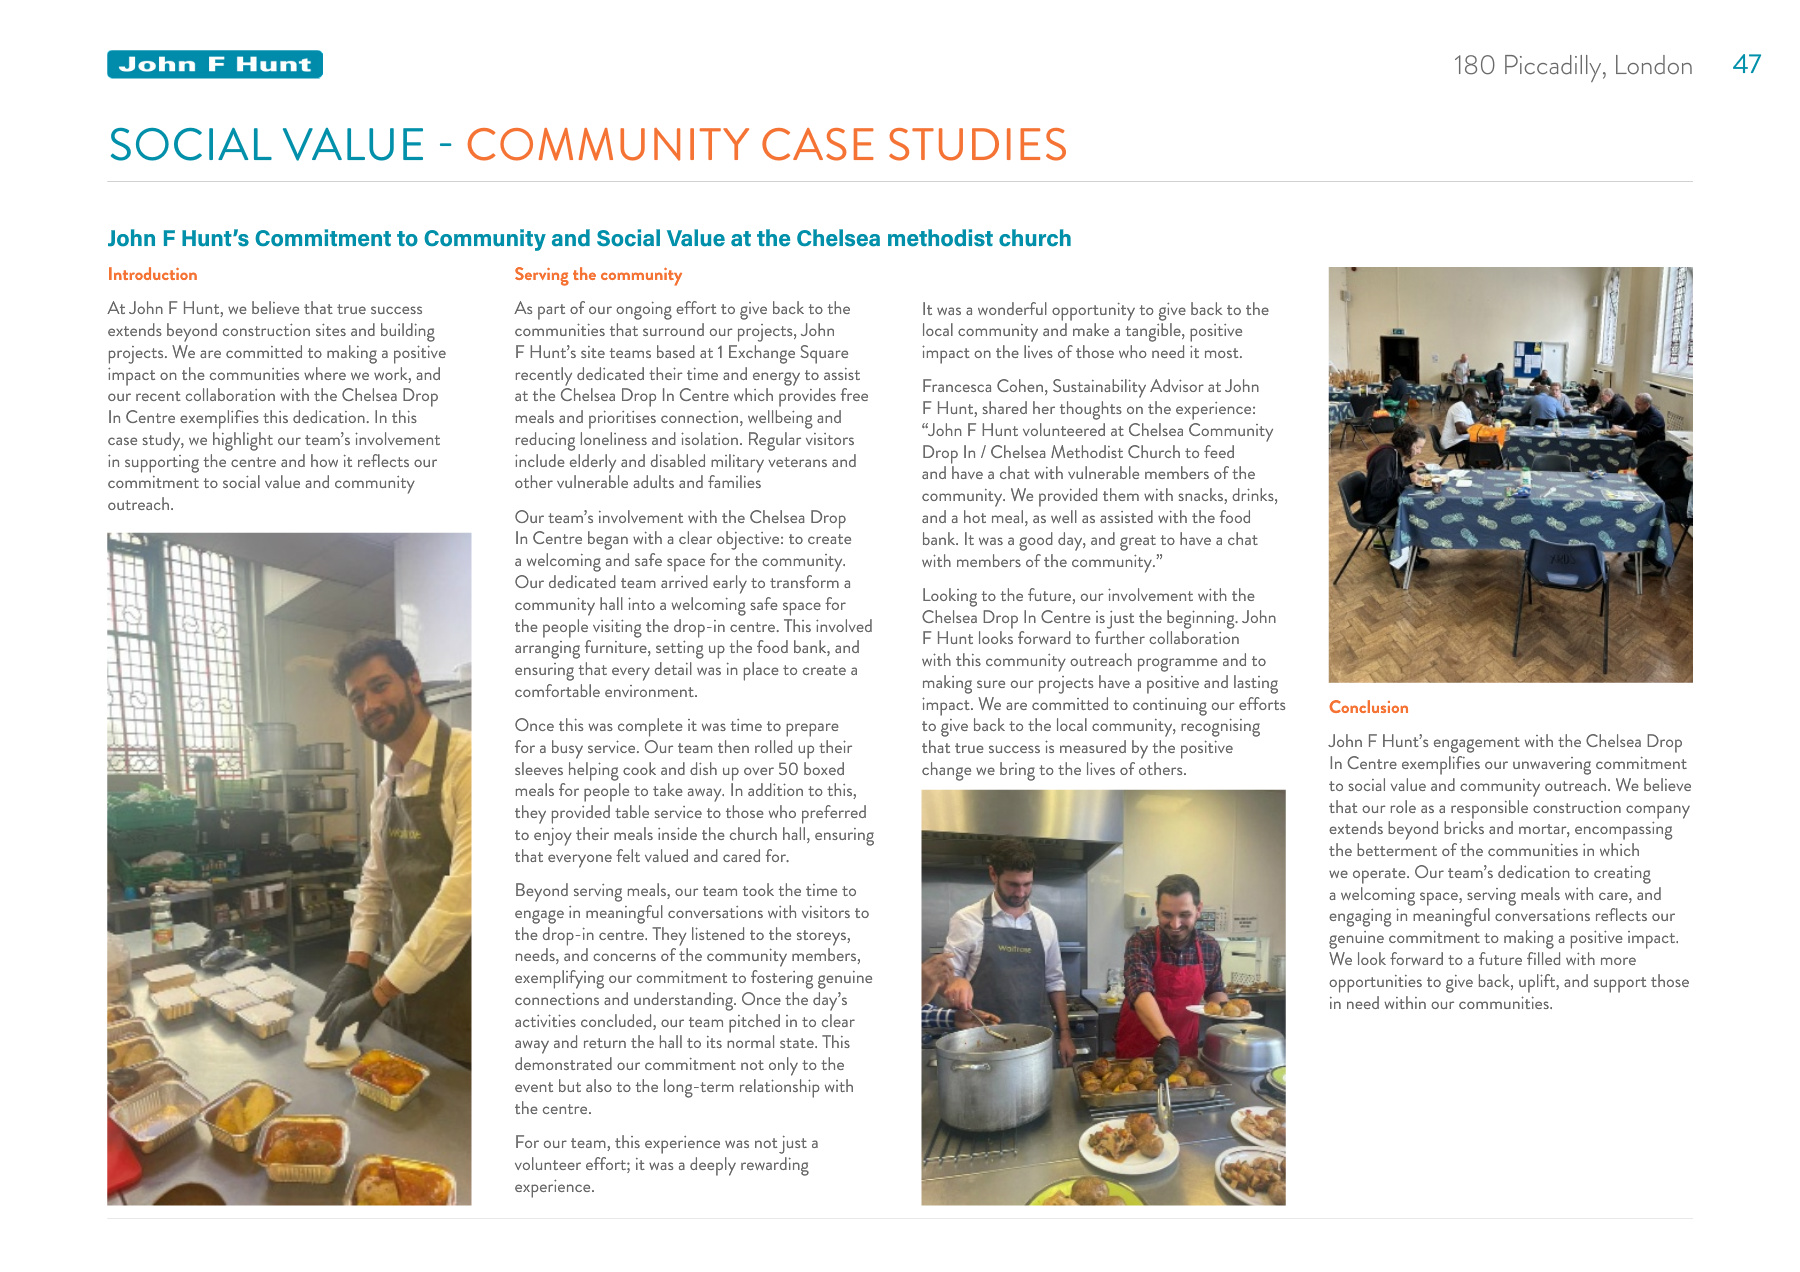 John F Hunt
180 Piccadilly, London 47
SOCIAL VALUE - COMMUNITY CASE STUDIES
John F Hunt's Commitment to Community and Social Value at the Chelsea methodist church
Introduction
At John F Hunt, we believe that true success
extends beyond construction sites and building
projects. We are committed to making a positive
impact on the communities where we work, and
our recent collaboration with the Chelsea Drop
In Centre exemplifies this dedication. In this
case study, we highlight our team's involvement
in supporting the centre and how it reflects our
commitment to social value and community
outreach.
waitrose
Serving the community
As part of our ongoing effort to give back to the
communities that surround our projects, John
F Hunt's site teams based at 1 Exchange Square
recently dedicated their time and energy to assist
at the Chelsea Drop In Centre which provides free
meals and prioritises connection, wellbeing and
reducing loneliness and isolation. Regular visitors
include elderly and disabled military veterans and
other vulnerable adults and families
Our team's involvement with the Chelsea Drop
In Centre began with a clear objective: to create
a welcoming and safe space for the community.
Our dedicated team arrived early to transform a
community hall into a welcoming safe space for
the people visiting the drop-in centre. This involved
arranging furniture, setting up the food bank, and
ensuring that every detail was in place to create a
comfortable environment.
Once this was complete it was time to prepare
for a busy service. Our team then rolled up their
sleeves helping cook and dish up over 50 boxed
meals for people to take away. In addition to this,
they provided table service to those who preferred
to enjoy their meals inside the church hall, ensuring
that everyone felt valued and cared for.
Beyond serving meals, our team took the time to
engage in meaningful conversations with visitors to
the drop-in centre. They listened to the storeys,
needs, and concerns of the community members,
exemplifying our commitment to fostering genuine
connections and understanding. Once the day's
activities concluded, our team pitched in to clear
away and return the hall to its normal state. This
demonstrated our commitment not only to the
event but also to the long-term relationship with
the centre.
For our team, this experience was not just a
volunteer effort; it was a deeply rewarding
experience.
It was a wonderful opportunity to give back to the
local community and make a tangible, positive
impact on the lives of those who need it most.
Francesca Cohen, Sustainability Advisor at John
F Hunt, shared her thoughts on the experience:
“John F Hunt volunteered at Chelsea Community
Drop In / Chelsea Methodist Church to feed
and have a chat with vulnerable members of the
community. We provided them with snacks, drinks,
and a hot meal, as well as assisted with the food
bank. It was a good day, and great to have a chat
with members of the community.”
Looking to the future, our involvement with the
Chelsea Drop In Centre is just the beginning. John
F Hunt looks forward to further collaboration
with this community outreach programme and to
making sure our projects have a positive and lasting
impact. We are committed to continuing our efforts
to give back to the local community, recognising
that true success is measured by the positive
change we bring to the lives of others.
waitrose
Conclusion
John F Hunt's engagement with the Chelsea Drop
In Centre exemplifies our unwavering commitment
to social value and community outreach. We believe
that our role as a responsible construction company
extends beyond bricks and mortar, encompassing
the betterment of the communities in which
we operate. Our team's dedication to creating
a welcoming space, serving meals with care, and
engaging in meaningful conversations reflects our
genuine commitment to making a positive impact.
We look forward to a future filled with more
opportunities to give back, uplift, and support those
in need within our communities.